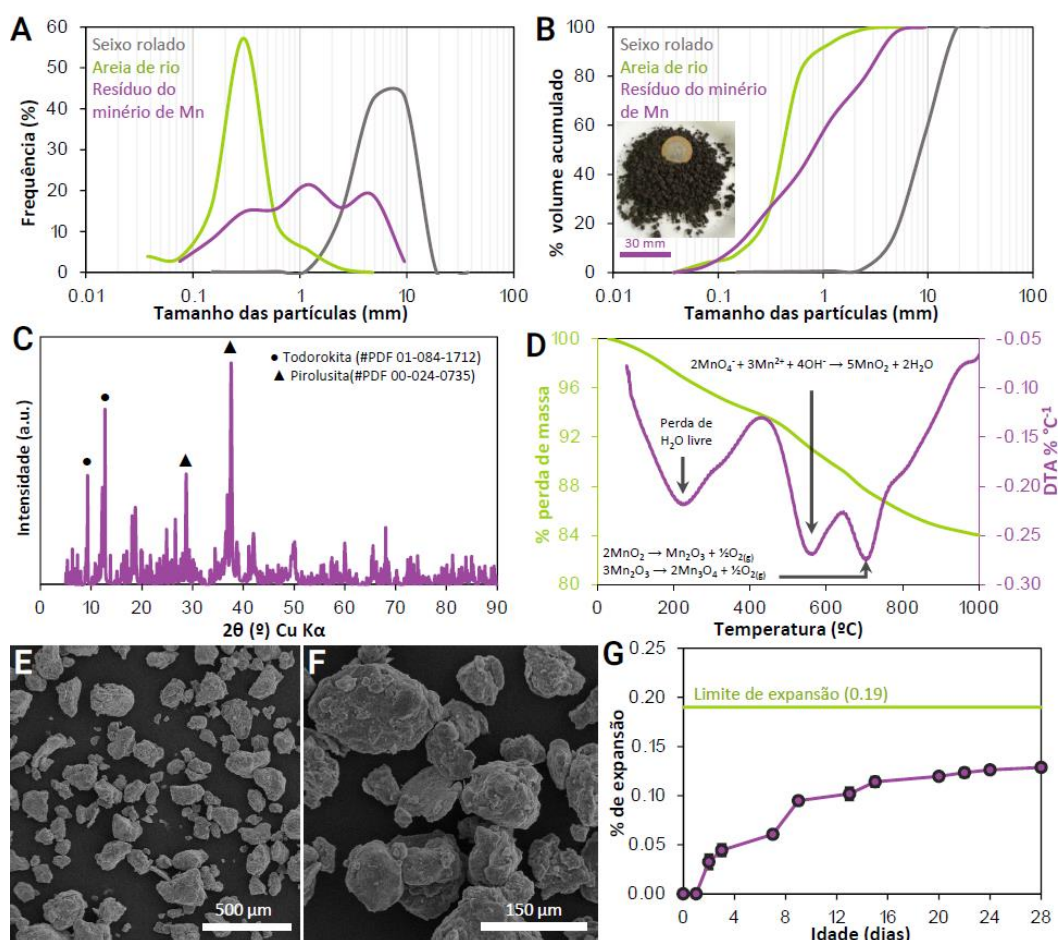 A
Frequência (%)
60
50
40
30
20
10
0
Seixo rolado
Areia de rio
Resíduo do
minério de Mn
0.01
0.1
1
10
100
Tamanho das partículas (mm)
B
% volume acumulado
100
80
60
40
20
0
Seixo rolado
Areia de rio
Resíduo do minério
de Mn
30 mm
0.01
0.1
1
10
100
Tamanho das partículas (mm)
C
Intensidade (a.u.)
● Todorokita (#PDF 01-084-1712)
▲ Pirolusita(#PDF 00-024-0735)
0
10
20
30
40
50
60
70
80
90
2θ (º) Cu Kα
D
% perda de massa
100
96
92
88
84
80
2MnO₄⁻ + 3Mn²⁺ + 4OH⁻ → 5MnO₂ + 2H₂O
Perda de
H₂O livre
2MnO₂ → Mn₂O₃ + ½O₂(g)
3Mn₂O₃ → 2Mn₃O₄ + ½O₂(g)
-0.05
-0.10
-0.15
-0.20
-0.25
-0.30
DTA % °C⁻¹
0
200
400
600
800
1000
Temperatura (ºC)
E
500 µm
F
150 µm
G
% de expansão
0.25
0.20
0.15
0.10
0.05
0.00
Limite de expansão (0.19)
0
4
8
12
16
20
24
28
Idade (dias)